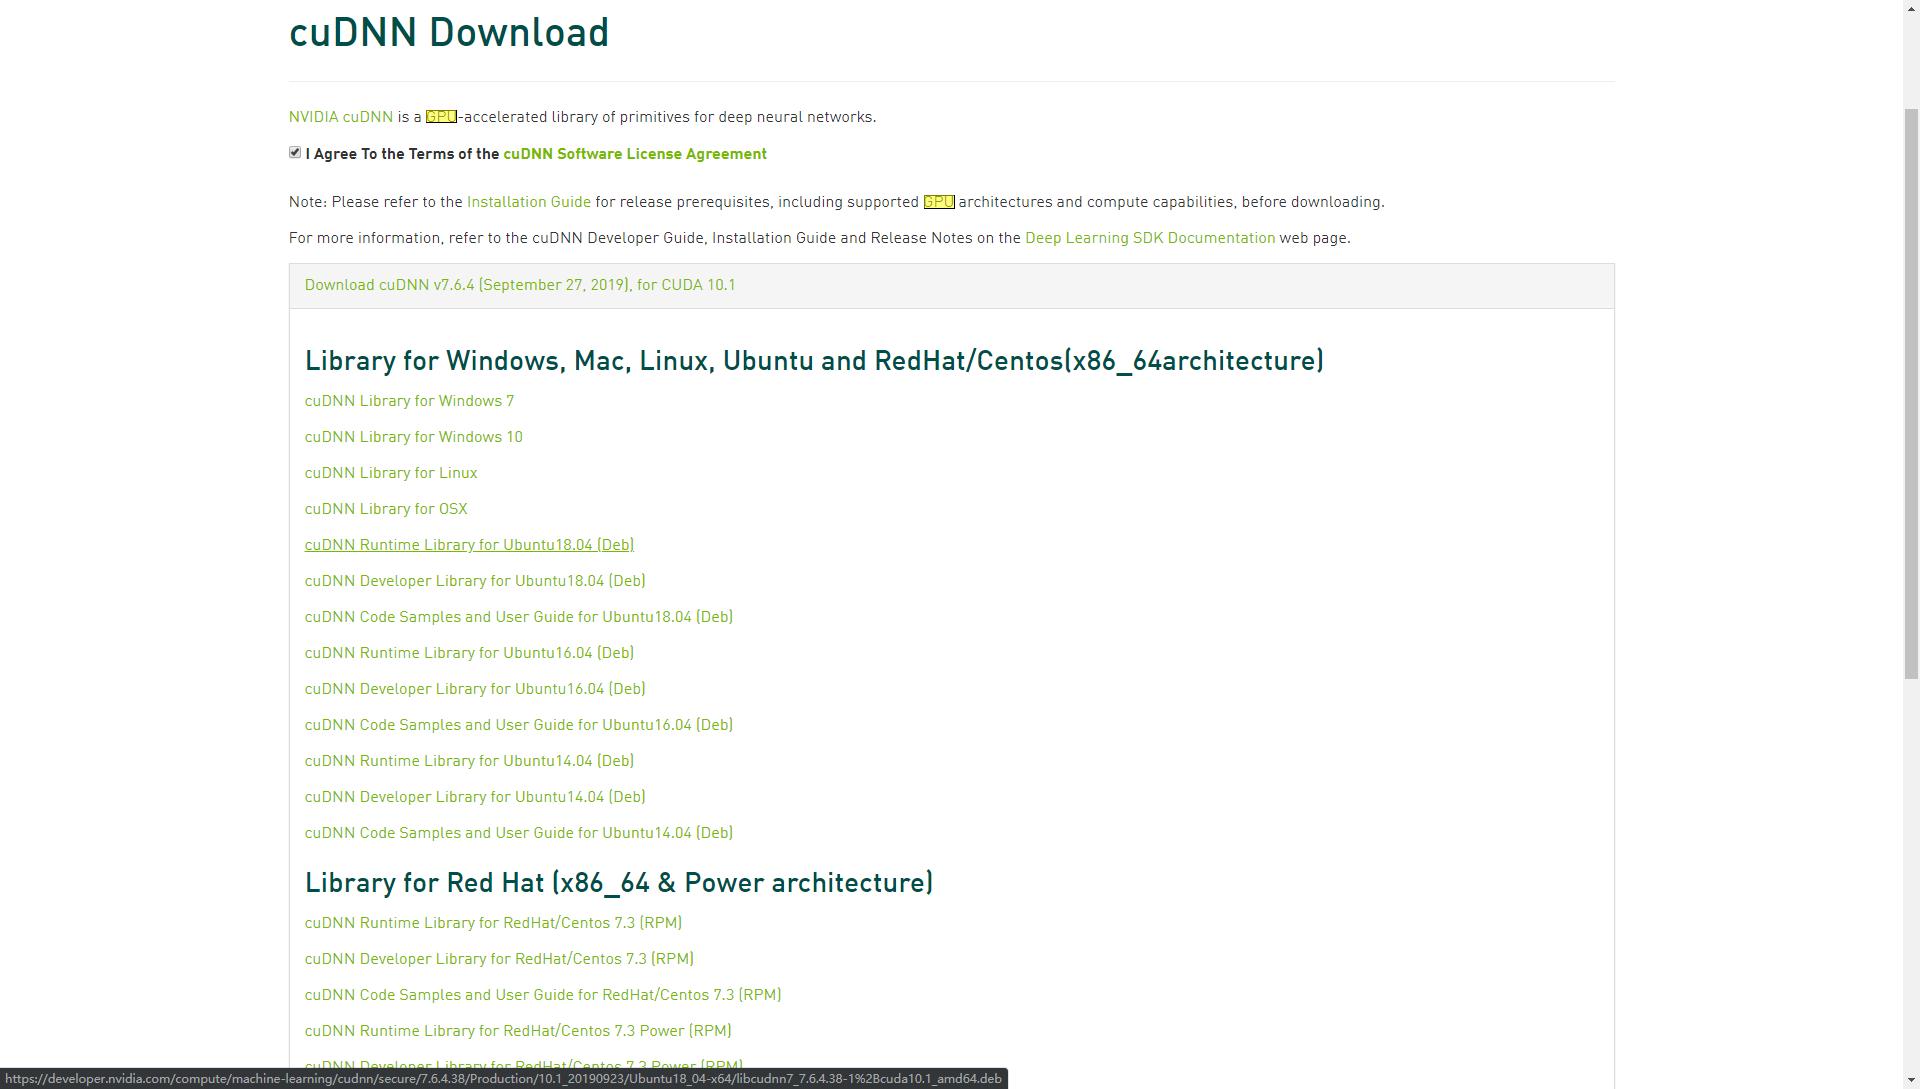 cuDNN Download
NVIDIA cuDNN is a GPU-accelerated library of primitives for deep neural networks.
I Agree To the Terms of the cuDNN Software License Agreement
Note: Please refer to the Installation Guide for release prerequisites, including supported GPU architectures and compute capabilities, before downloading.
For more information, refer to the cuDNN Developer Guide, Installation Guide and Release Notes on the Deep Learning SDK Documentation web page.
Download cuDNN v7.6.4 (September 27, 2019), for CUDA 10.1
Library for Windows, Mac, Linux, Ubuntu and RedHat/Centos(x86_64architecture)
cuDNN Library for Windows 7
cuDNN Library for Windows 10
cuDNN Library for Linux
cuDNN Library for OSX
cuDNN Runtime Library for Ubuntu18.04 (Deb)
cuDNN Developer Library for Ubuntu18.04 (Deb)
cuDNN Code Samples and User Guide for Ubuntu18.04 (Deb)
cuDNN Runtime Library for Ubuntu16.04 (Deb)
cuDNN Developer Library for Ubuntu16.04 (Deb)
cuDNN Code Samples and User Guide for Ubuntu16.04 (Deb)
cuDNN Runtime Library for Ubuntu14.04 (Deb)
cuDNN Developer Library for Ubuntu14.04 (Deb)
cuDNN Code Samples and User Guide for Ubuntu14.04 (Deb)
Library for Red Hat (x86_64 & Power architecture)
cuDNN Runtime Library for RedHat/Centos 7.3 (RPM)
cuDNN Developer Library for RedHat/Centos 7.3 (RPM)
cuDNN Code Samples and User Guide for RedHat/Centos 7.3 (RPM)
cuDNN Runtime Library for RedHat/Centos 7.3 Power (RPM)
cuDNN Developer Library for RedHat/Centos 7.3 Power (RPM)
https://developer.nvidia.com/compute/machine-learning/cudnn/secure/7.6.4.38/Production/10.1_20190923/Ubuntu18_04-x64/libcudnn7_7.6.4.38-1%2Bcuda10.1_amd64.deb